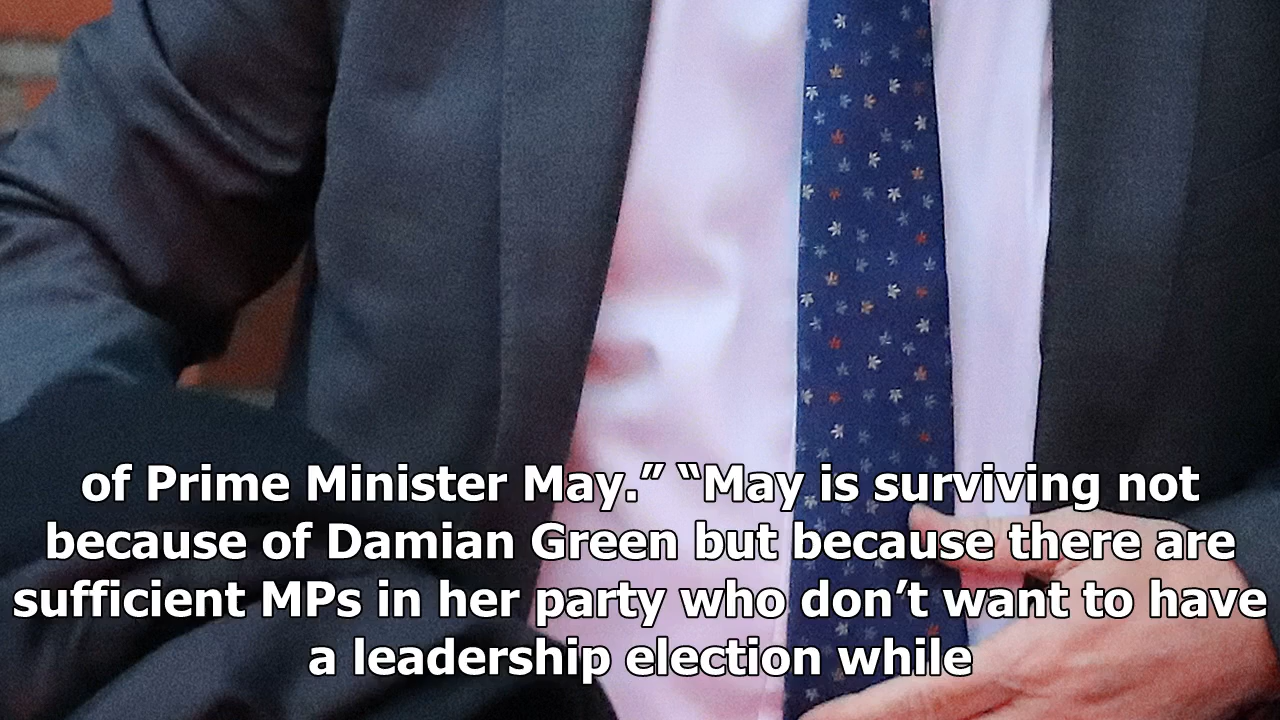 of Prime Minister May.” “May is surviving not
because of Damian Green but because there are
sufficient MPs in her party who don’t want to have
a leadership election while